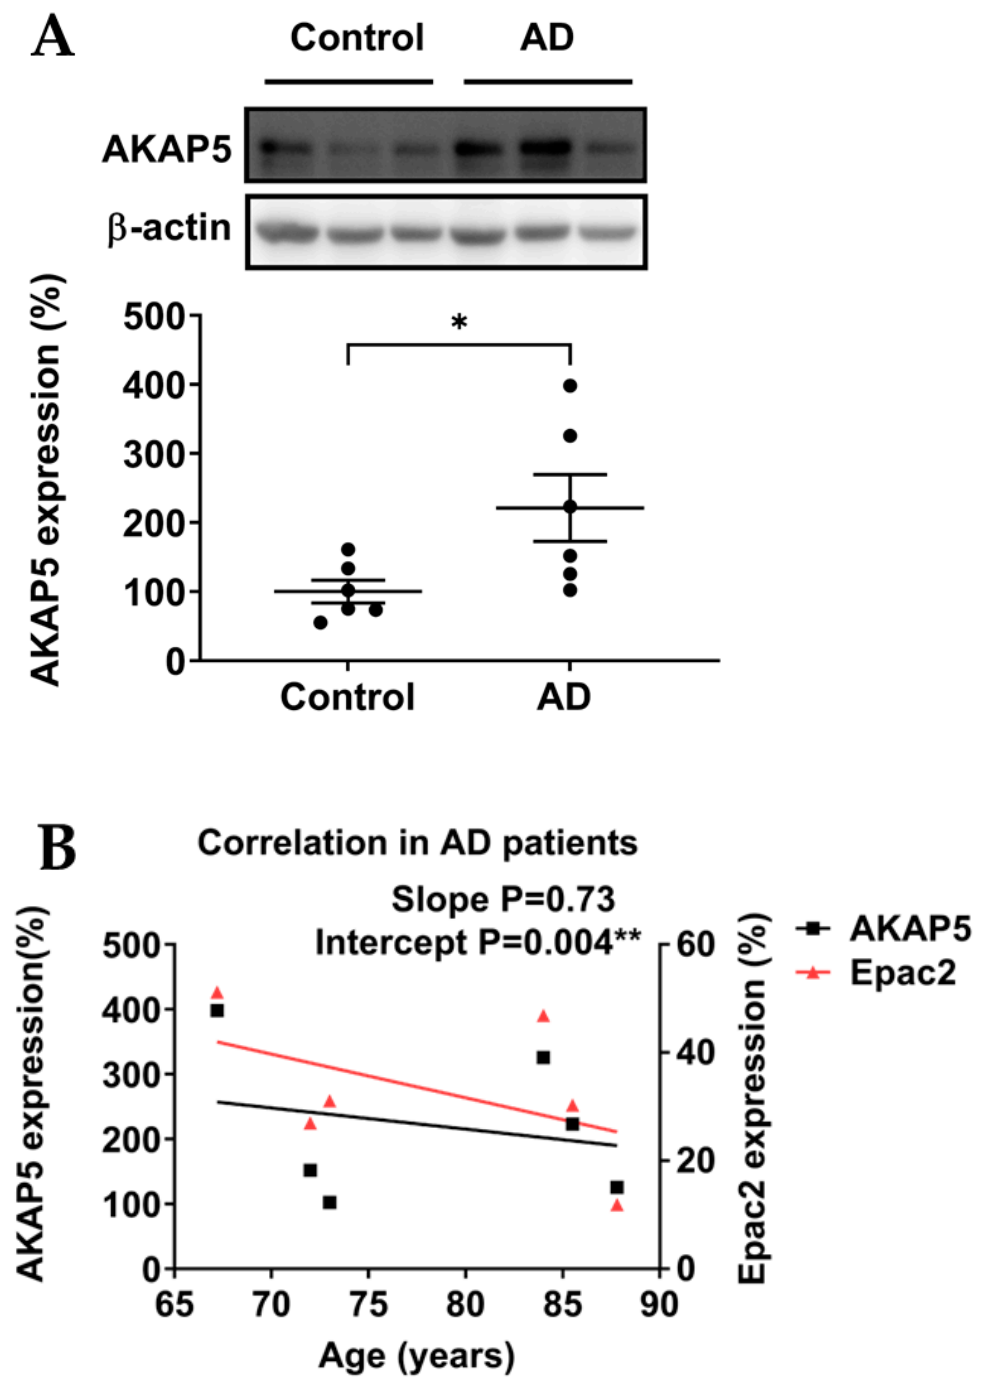 A
Control AD
AKAP5
β-actin
AKAP5 expression (%)
500
*
400
300
200
100
0
Control AD
B
Correlation in AD patients
Slope P=0.73
Intercept P=0.004**
AKAP5 expression(%)
500
400
300
200
100
0
60
40
20
0
Epac2 expression (%)
AKAP5
Epac2
65 70 75 80 85 90
Age (years)